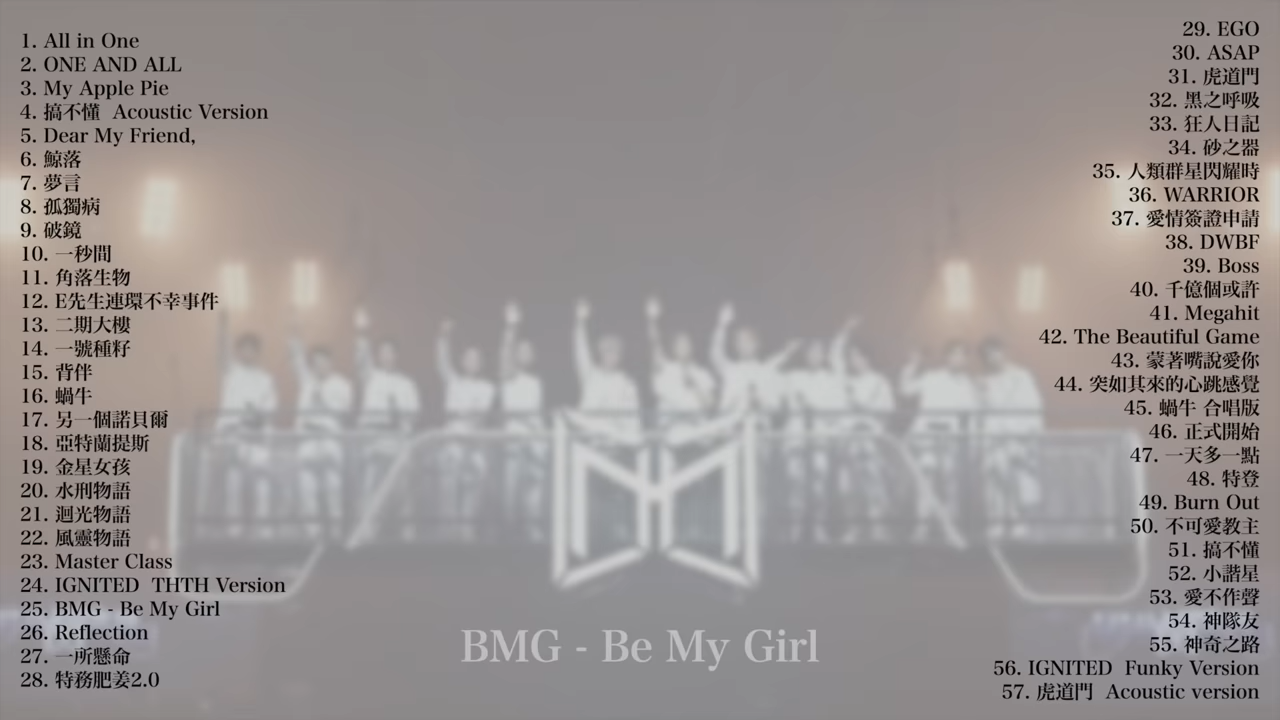 1. All in One
2. ONE AND ALL
3. My Apple Pie
4. 搞不懂  Acoustic Version
5. Dear My Friend,
6. 鯨落
7. 夢言
8. 孤獨病
9. 破鏡
10. 一秒間
11. 角落生物
12. E先生連環不幸事件
13. 二期大樓
14. 一號種籽
15. 背伴
16. 蝸牛
17. 另一個諾貝爾
18. 亞特蘭提斯
19. 金星女孩
20. 水刑物語
21. 迴光物語
22. 風靈物語
23. Master Class
24. IGNITED  THTH Version
25. BMG - Be My Girl
26. Reflection
27. 一所懸命
28. 特務肥姜2.0
29. EGO
30. ASAP
31. 虎道門
32. 黑之呼吸
33. 狂人日記
34. 砂之器
35. 人類群星閃耀時
36. WARRIOR
37. 愛情簽證申請
38. DWBF
39. Boss
40. 千億個或許
41. Megahit
42. The Beautiful Game
43. 蒙著嘴說愛你
44. 突如其來的心跳感覺
45. 蝸牛 合唱版
46. 正式開始
47. 一天多一點
48. 特登
49. Burn Out
50. 不可愛教主
51. 搞不懂
52. 小諧星
53. 愛不作聲
54. 神隊友
55. 神奇之路
56. IGNITED  Funky Version
57. 虎道門  Acoustic version
BMG - Be My Girl